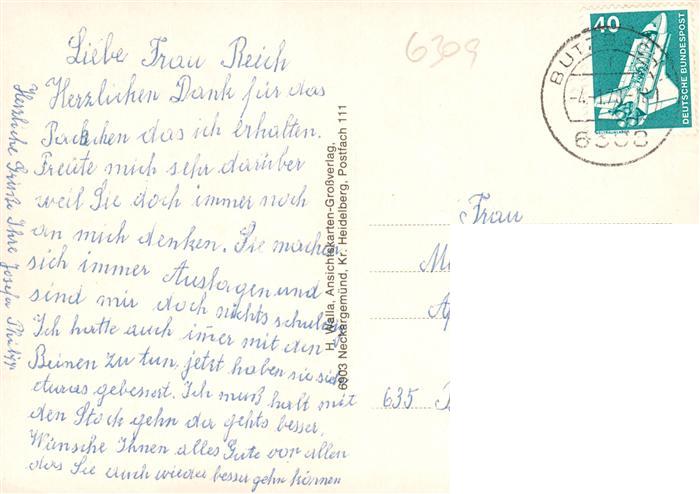 Liebe Frau Reich
Herzlichen Dank für das
Päckchen das ich erhalten.
Freute mich sehr darüber
weil Sie doch immer noch
an mich denken. Sie machen
sich immer Auslagen und
sind mir doch nichts schuldig
Ich hatte auch immer mit den
Beinen zu tun, jetzt haben sie sich
etwas gebessert. Ich muß halt mit
den Stock gehn da gehts besser.
Wünsche Ihnen alles Gute vor allen
das Sie auch wieder besser gehn können
Herzliche Grüße Ihre Josefa Philipp
H. Walla, Ansichtskarten-Großverlag,
6903 Neckargemünd, Kr. Heidelberg, Postfach 111
6309
BUTZ
40
DEUTSCHE BUNDESPOST
6308
Frau
635